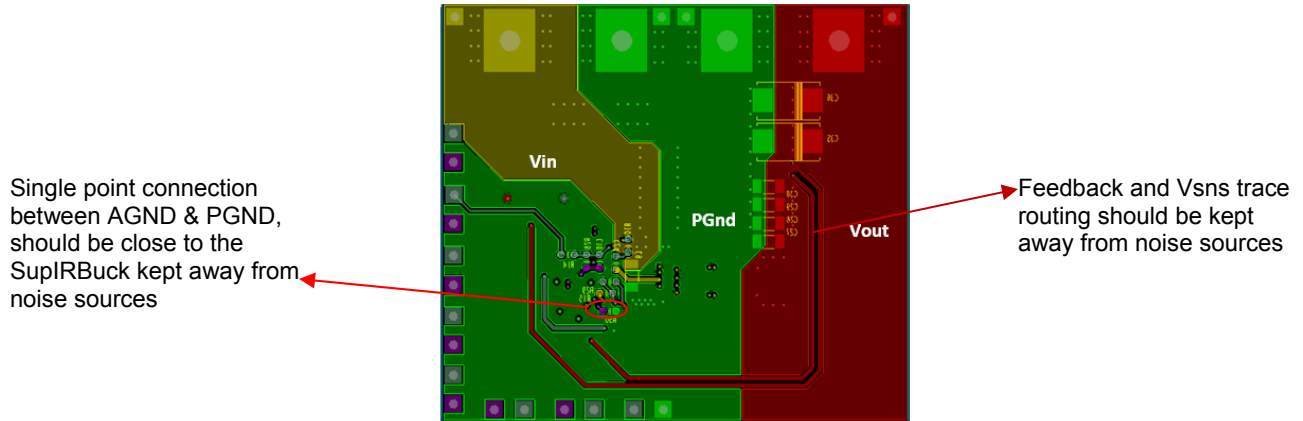 Single point connection
between AGND & PGND,
should be close to the
SupIRBuck kept away from
noise sources
Vin
PGnd
Vout
Feedback and Vsns trace
routing should be kept
away from noise sources